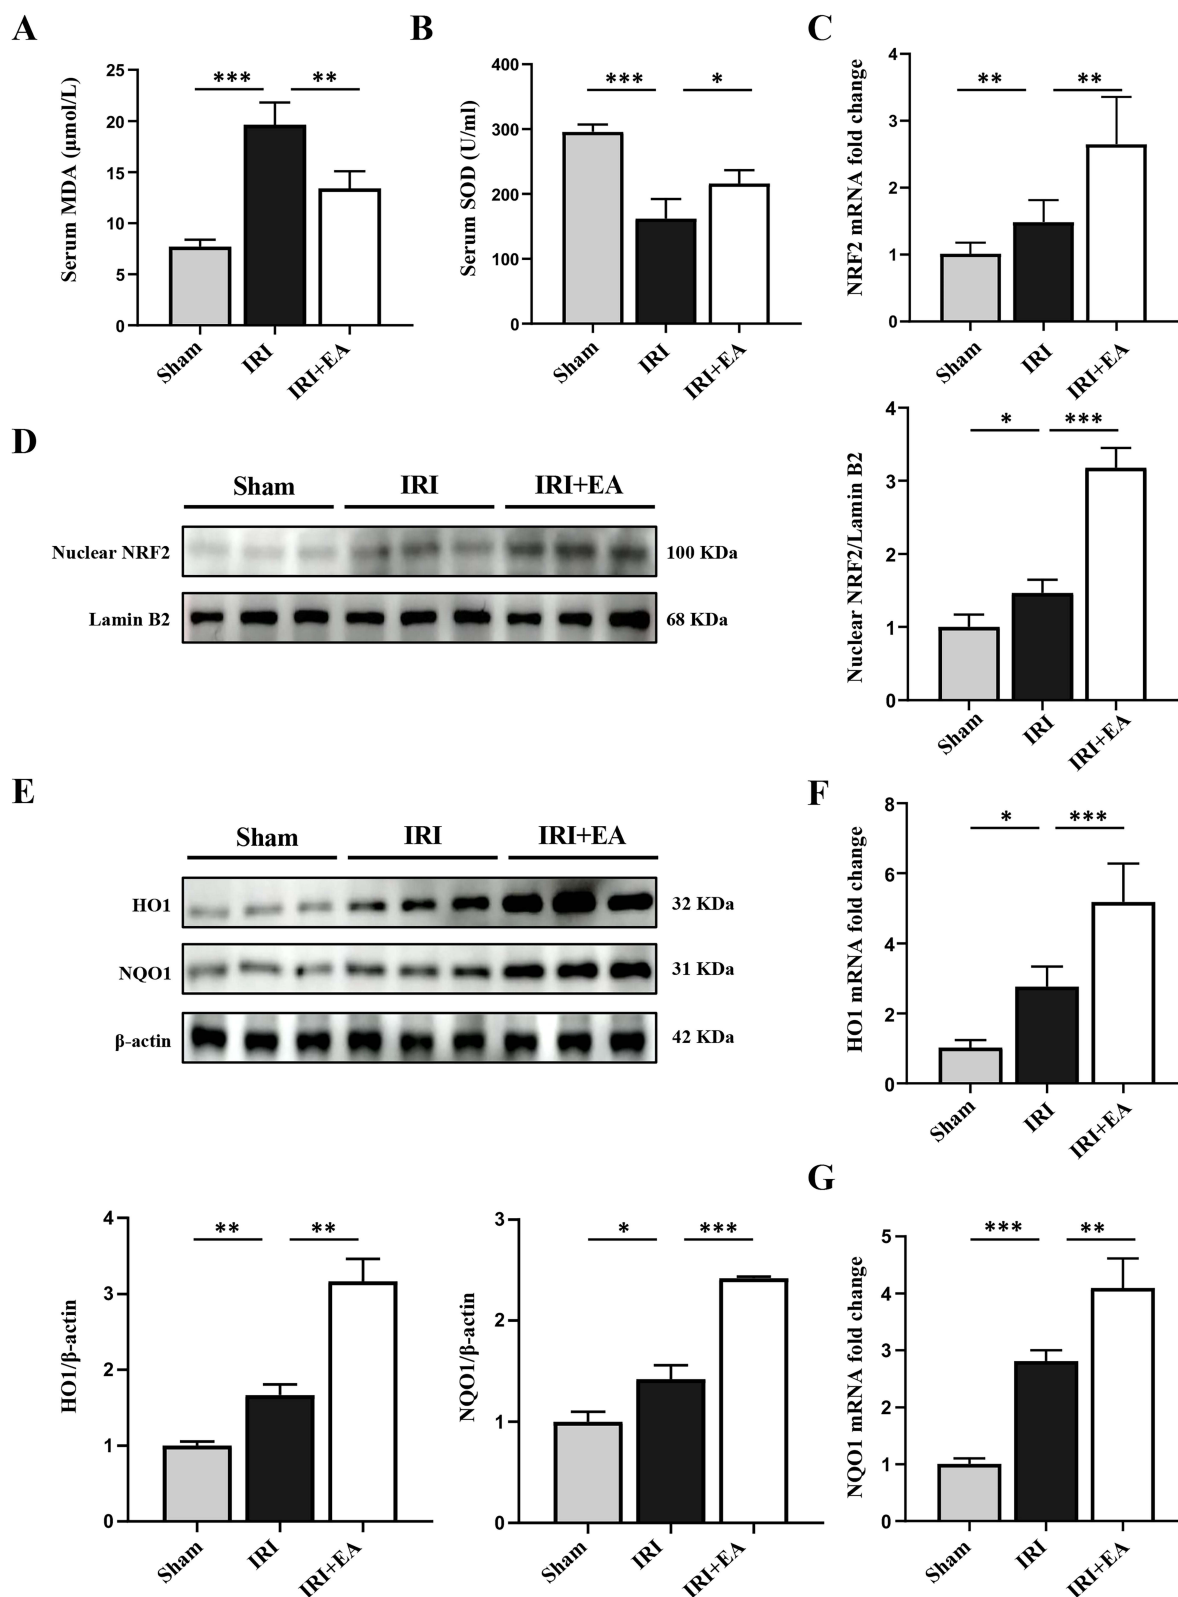 A
Serum MDA (μmol/L)
25
20
15
10
5
0
***
**
Sham
IRI
IRI+EA
B
Serum SOD (U/ml)
400
300
200
100
0
***
*
Sham
IRI
IRI+EA
C
NRF2 mRNA fold change
4
3
2
1
0
**
**
Sham
IRI
IRI+EA
D
Sham
IRI
IRI+EA
Nuclear NRF2
100 KDa
Lamin B2
68 KDa
Nuclear NRF2/Lamin B2
4
3
2
1
0
*
***
Sham
IRI
IRI+EA
E
Sham
IRI
IRI+EA
HO1
32 KDa
NQO1
31 KDa
β-actin
42 KDa
F
HO1 mRNA fold change
8
6
4
2
0
*
***
Sham
IRI
IRI+EA
HO1/β-actin
4
3
2
1
0
**
**
Sham
IRI
IRI+EA
NQO1/β-actin
3
2
1
0
*
***
Sham
IRI
IRI+EA
G
NQO1 mRNA fold change
5
4
3
2
1
0
***
**
Sham
IRI
IRI+EA